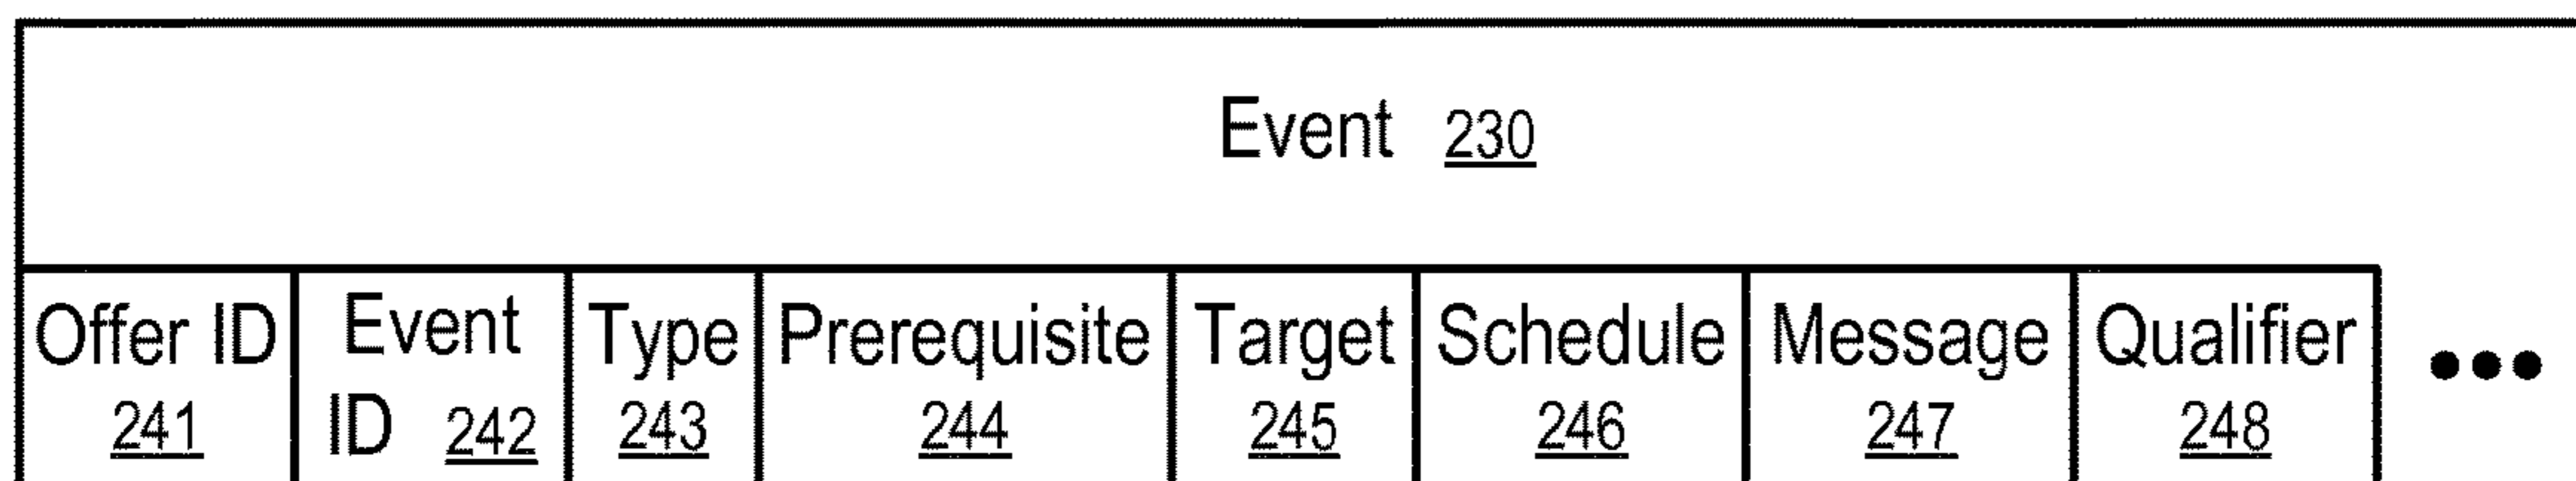 Event 230
Offer ID Event Type Prerequisite Target Schedule Message Qualifier •••
241 ID 242 243 244 245 246 247 248